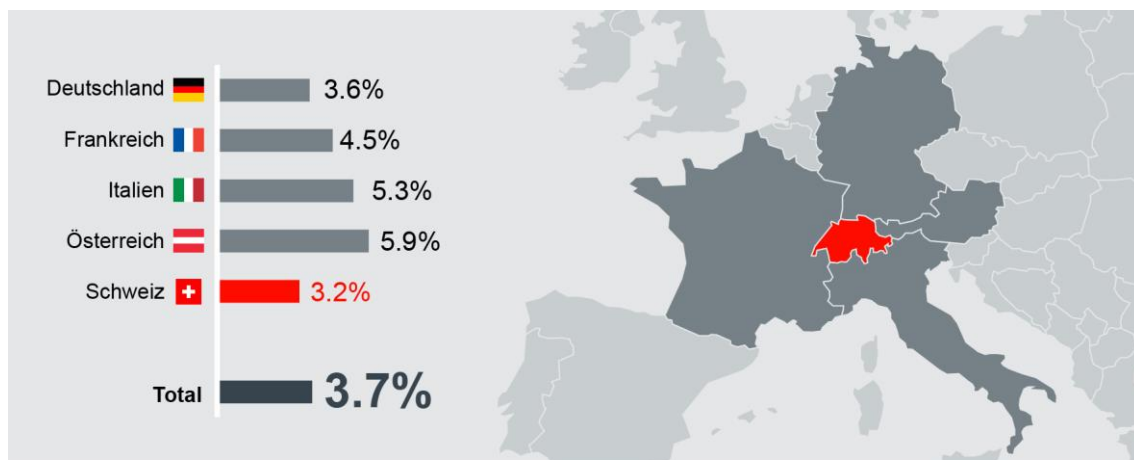 Deutschland 3.6%
Frankreich 4.5%
Italien 5.3%
Österreich 5.9%
Schweiz 3.2%
Total 3.7%